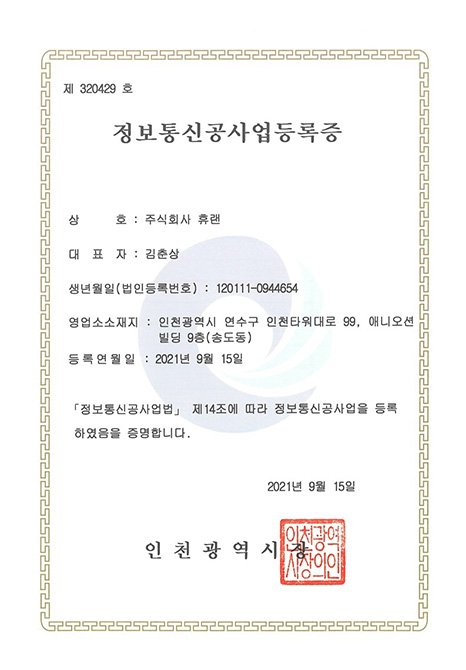 제 320429 호
정보통신공사업등록증
상 호 : 주식회사 휴랜
대 표 자 : 김춘상
생년월일(법인등록번호) : 120111-0944654
영업소소재지 : 인천광역시 연수구 인천타워대로 99, 애니오션
빌딩 9층(송도동)
등록연월일 : 2021년 9월 15일
「정보통신공사업법」 제14조에 따라 정보통신공사업을 등록
하였음을 증명합니다.
2021년 9월 15일
인천광역시장
인천광역
시장의인